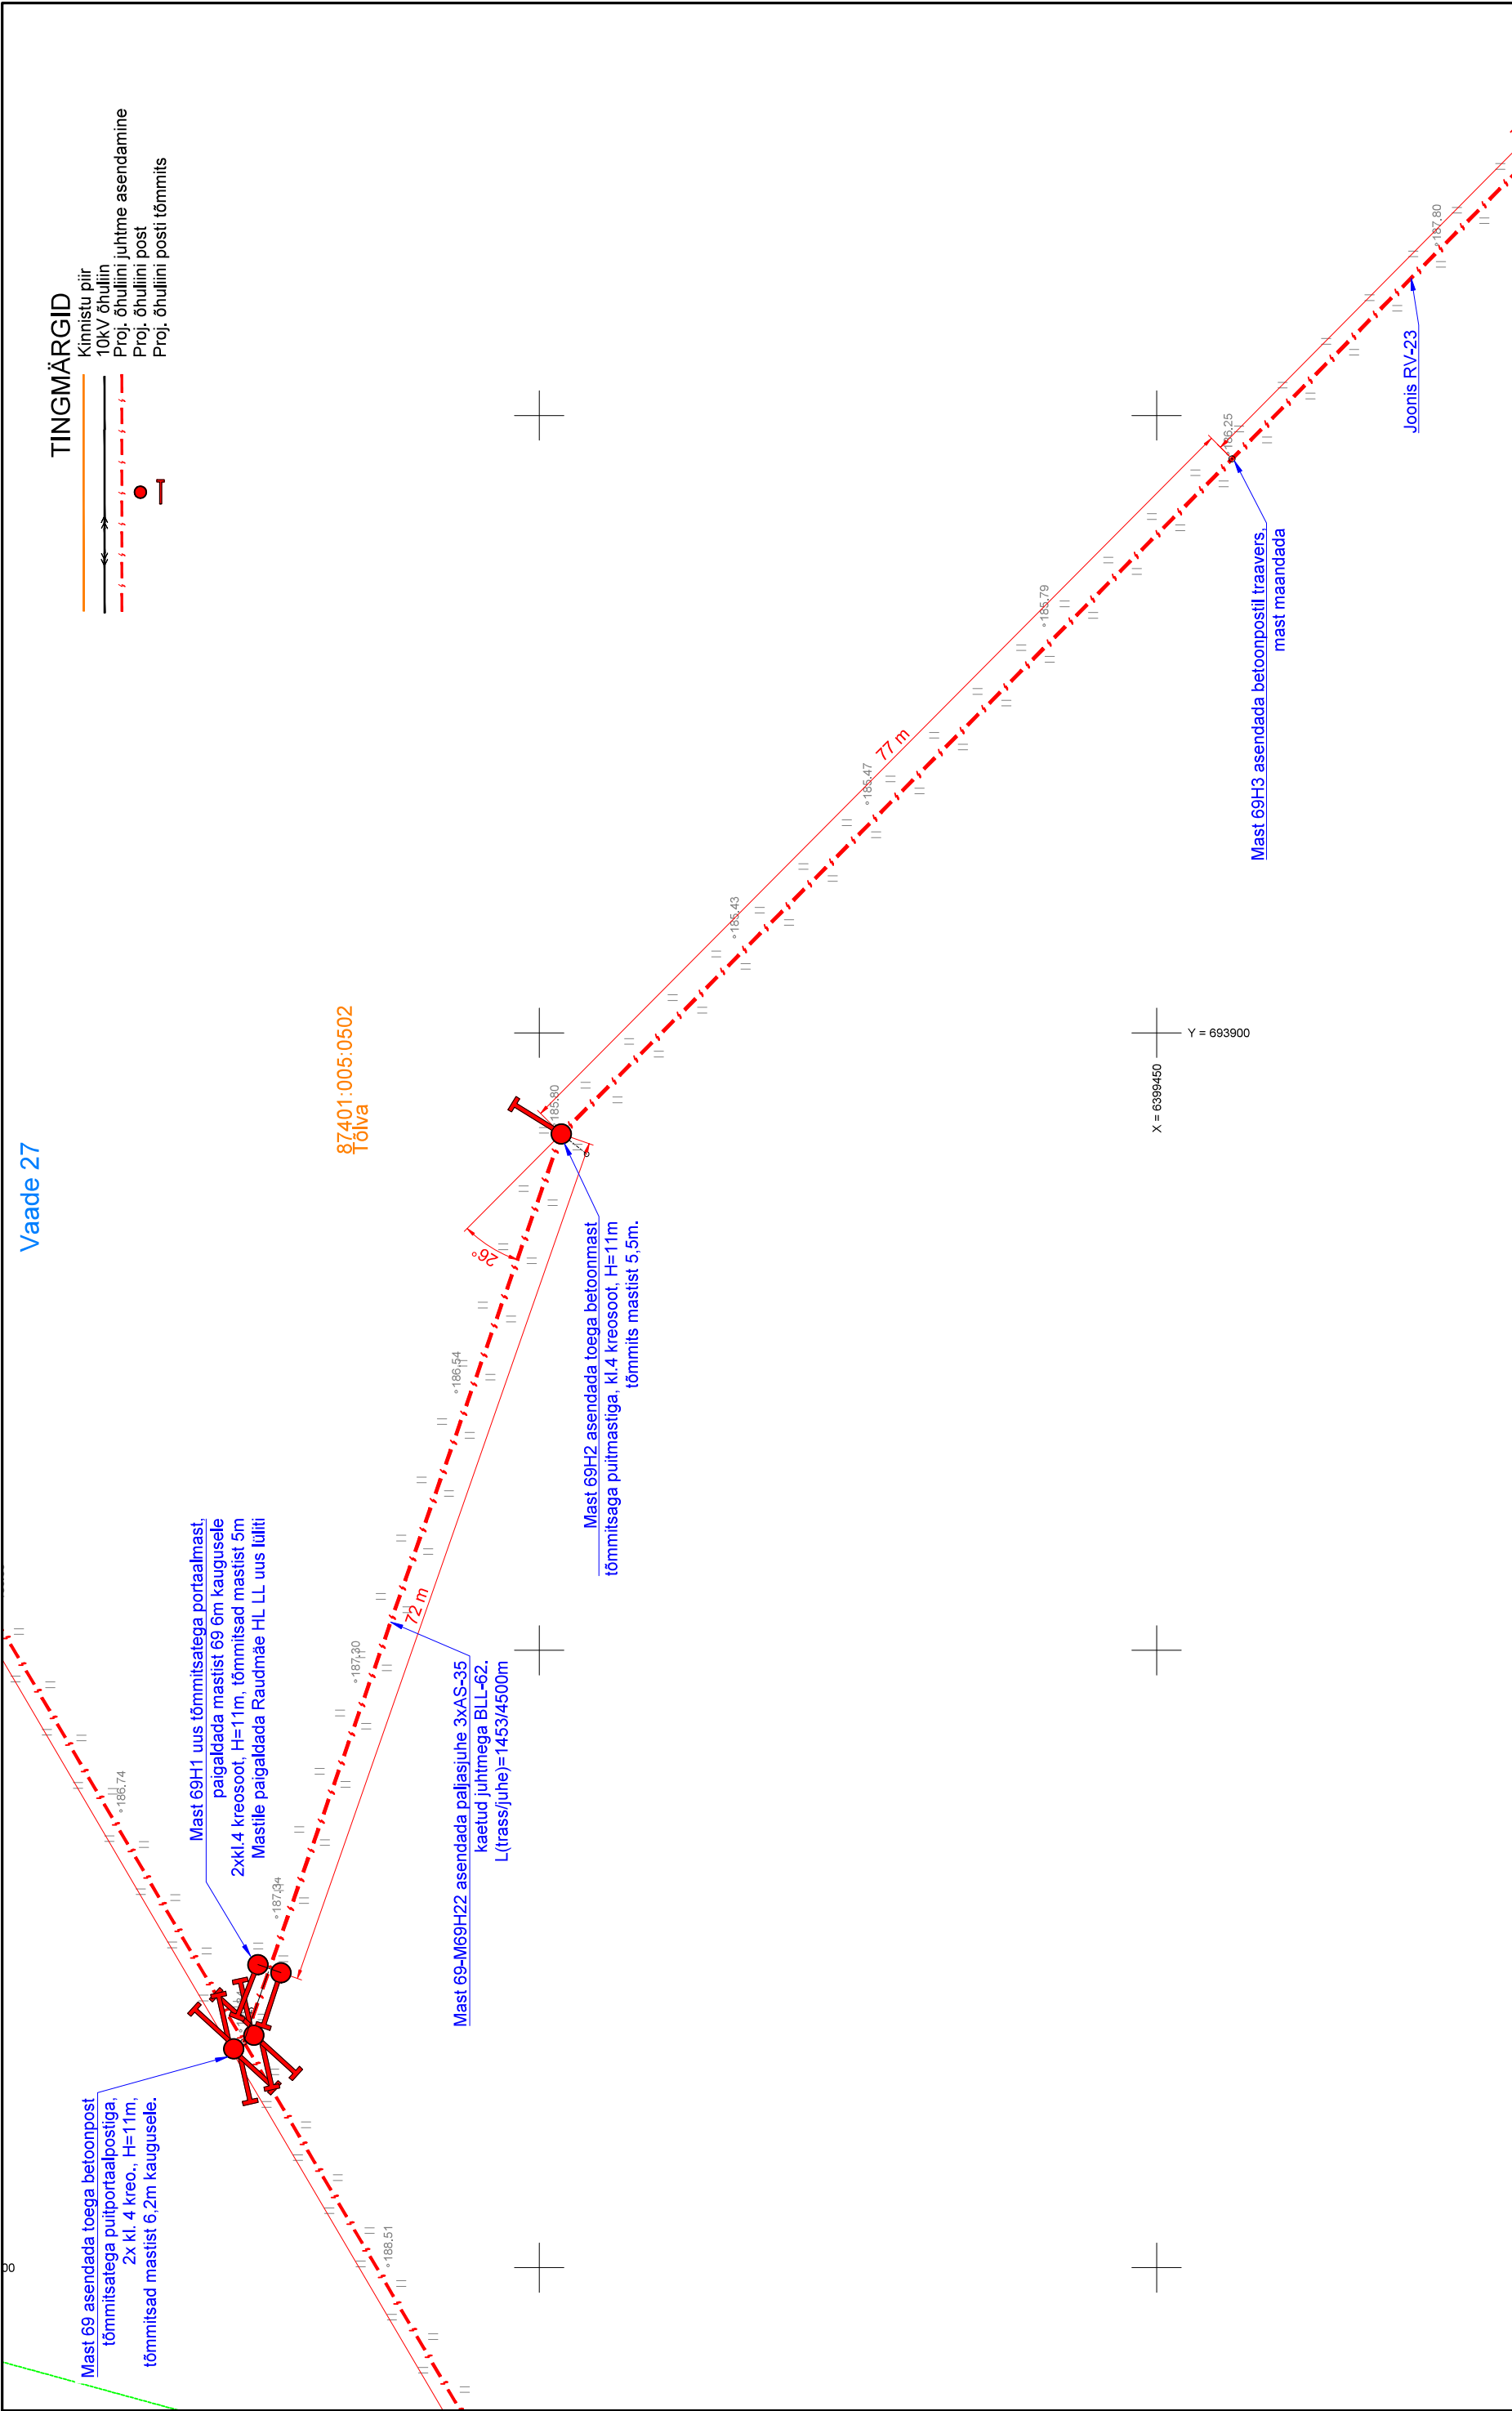 Vaade 27
TINGMÄRGID
Kinnistu piir
10kV õhuliin
Proj. õhuliini juhtme asendamine
Proj. õhuliini post
Proj. õhuliini posti tõmmits
Mast 69 asendada toega betoonpost
tõmmitsatega puitportaalpostiga,
2x kl. 4 kreo., H=11m,
tõmmitsad mastist 6,2m kaugusele.
Mast 69H1 uus tõmmitsatega portaalmast,
paigaldada mastist 69 6m kaugusele
2xkl.4 kreosoot, H=11m, tõmmitsad mastist 5m
Mastile paigaldada Raudmäe HL LL uus lüliti
87401:005:0502
Tõlva
Mast 69-M69H22 asendada paljasjuhe 3xAS-35
kaetud juhtmega BLL-62.
L(trass/juhe)=1453/4500m
Mast 69H2 asendada toega betoonmast
tõmmitsaga puitmastiga, kl.4 kreosoot, H=11m
tõmmits mastist 5,5m.
Mast 69H3 asendada betoonpostil traavers,
mast maandada
Joonis RV-23
72 m
26°
77 m
188.51
186.74
187.34
187.30
186.54
185.80
185.43
185.47
185.79
186.25
187.80
X = 6399450
Y = 693900
00